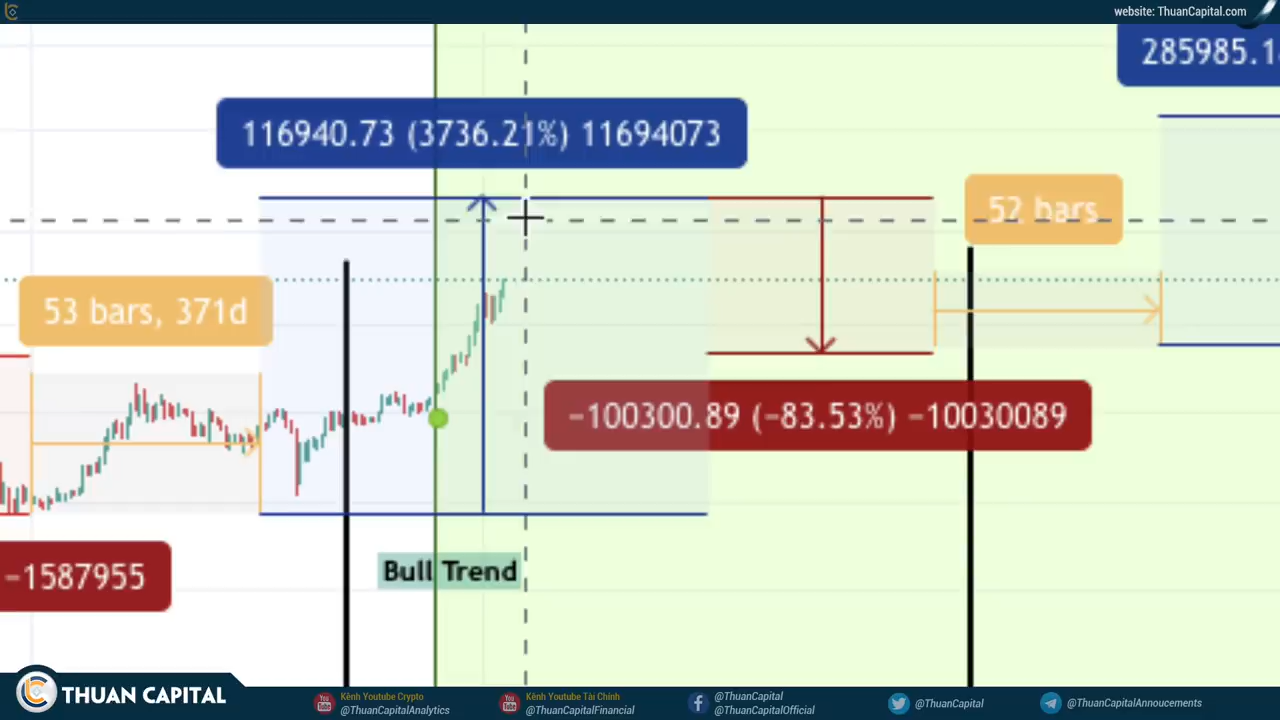 website: ThuanCapital.com
285985.1
116940.73 (3736.21%) 11694073
52 bars
53 bars, 371d
−100300.89 (−83.53%) −10030089
−1587955
Bull Trend
THUAN CAPITAL
Kênh Youtube Crypto
@ThuanCapitalAnalytics
Kênh Youtube Tài Chính
@ThuanCapitalFinancial
@ThuanCapital
@ThuanCapitalOfficial
@ThuanCapital
@ThuanCapitalAnnoucements